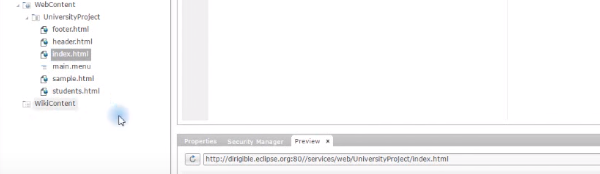 WebContent
UniversityProject
footer.html
header.html
index.html
main.menu
sample.html
students.html
WikiContent
Properties Security Manager Preview
http://dirigible.eclipse.org:80//services/web/UniversityProject/index.html